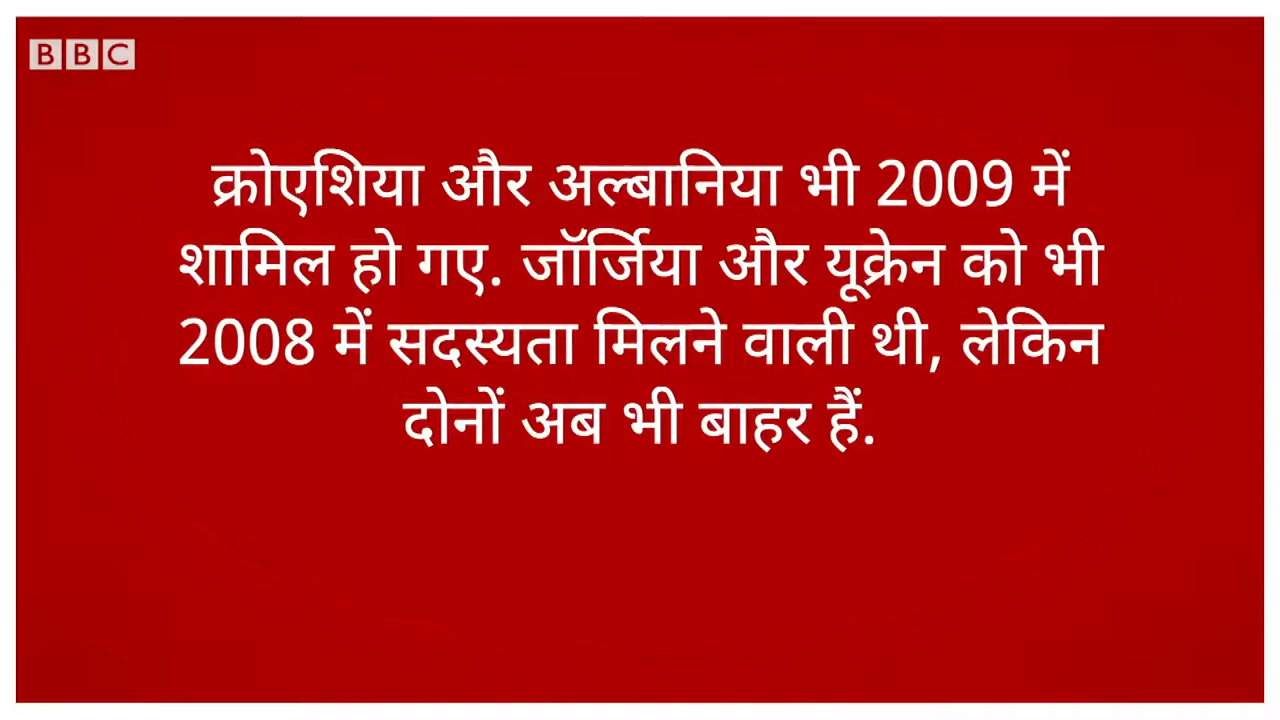 BBC
क्रोएशिया और अल्बानिया भी 2009 में
शामिल हो गए. जॉर्जिया और यूक्रेन को भी
2008 में सदस्यता मिलने वाली थी, लेकिन
दोनों अब भी बाहर हैं.